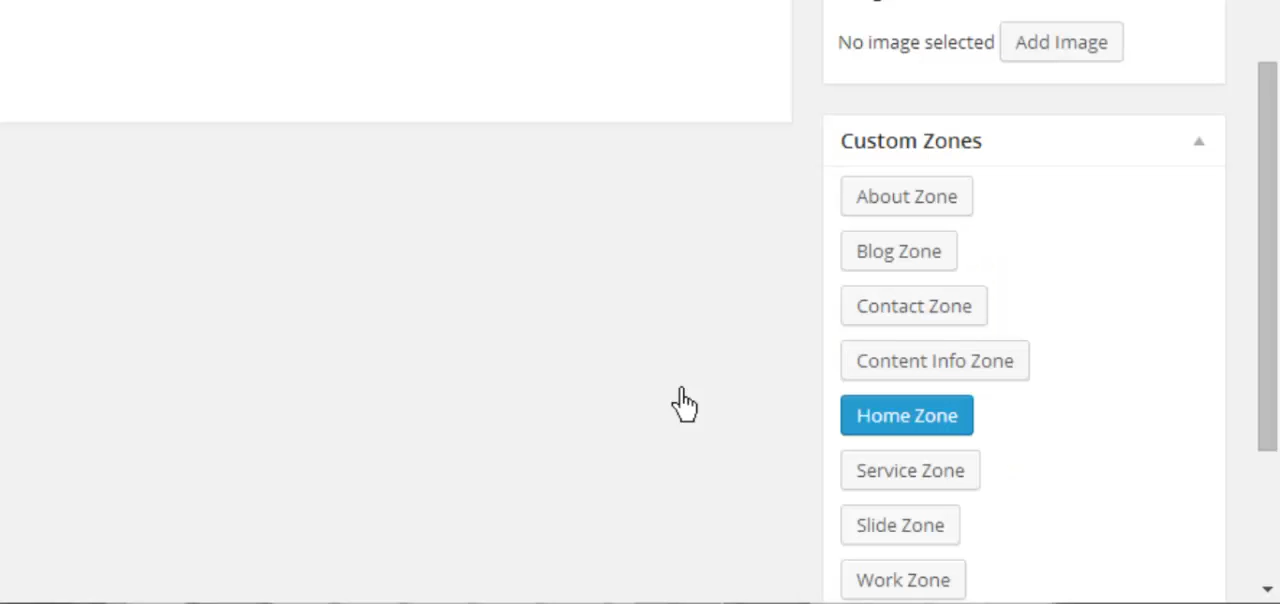 No image selected Add Image
Custom Zones
About Zone
Blog Zone
Contact Zone
Content Info Zone
Home Zone
Service Zone
Slide Zone
Work Zone